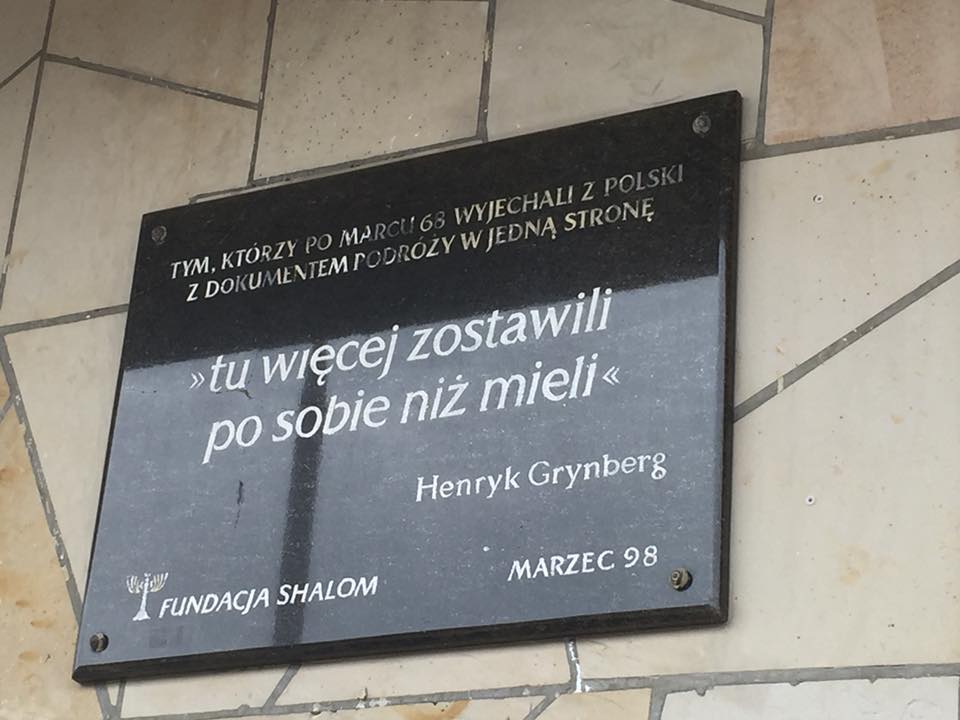 TYM, KTÓRZY PO MARCU 68 WYJECHALI Z POLSKI
Z DOKUMENTEM PODRÓŻY W JEDNĄ STRONĘ
»tu więcej zostawili
po sobie niż mieli«
Henryk Grynberg
FUNDACJA SHALOM
MARZEC 98